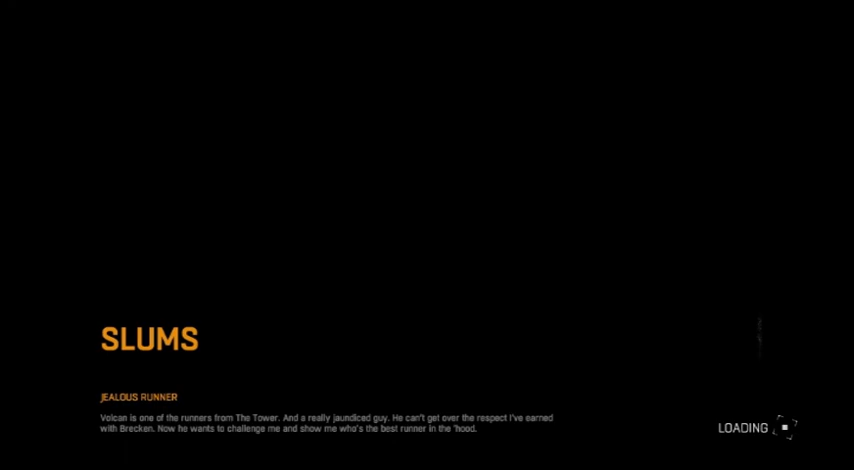 SLUMS
JEALOUS RUNNER
Volcan is one of the runners from The Tower. And a really jaundiced guy. He can't get over the respect I've earned
with Brecken. Now he wants to challenge me and show me who's the best runner in the 'hood.
LOADING